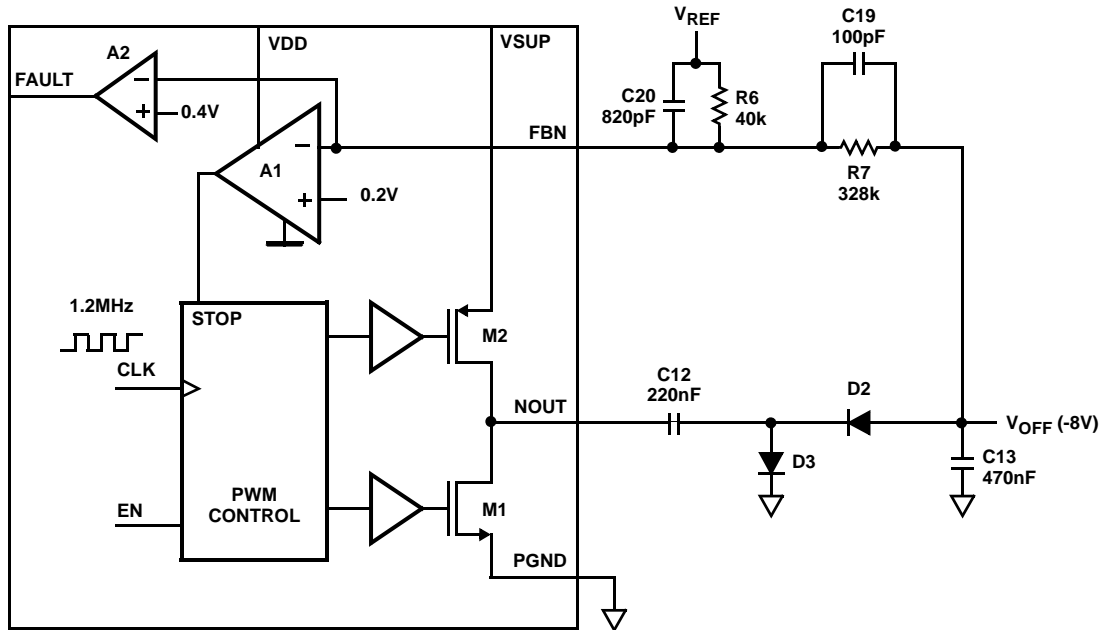 VREF
C19
100pF
A2
VDD
VSUP
FAULT
−
+
0.4V
C20
820pF
R6
40k
FBN
−
A1
+
0.2V
R7
328k
1.2MHz
STOP
M2
CLK
C12
220nF
D2
NOUT
VOFF (-8V)
D3
C13
470nF
EN
PWM
CONTROL
M1
PGND